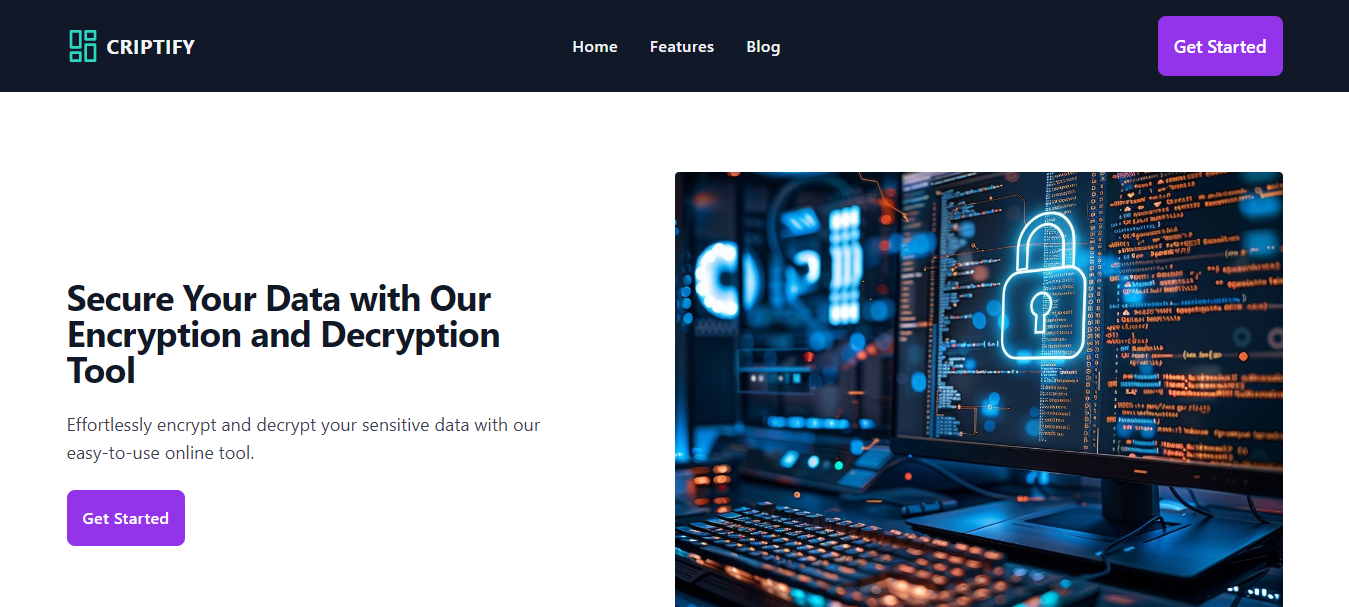 CRIPTIFY
Home
Features
Blog
Get Started
Secure Your Data with Our
Encryption and Decryption
Tool
Effortlessly encrypt and decrypt your sensitive data with our
easy-to-use online tool.
Get Started